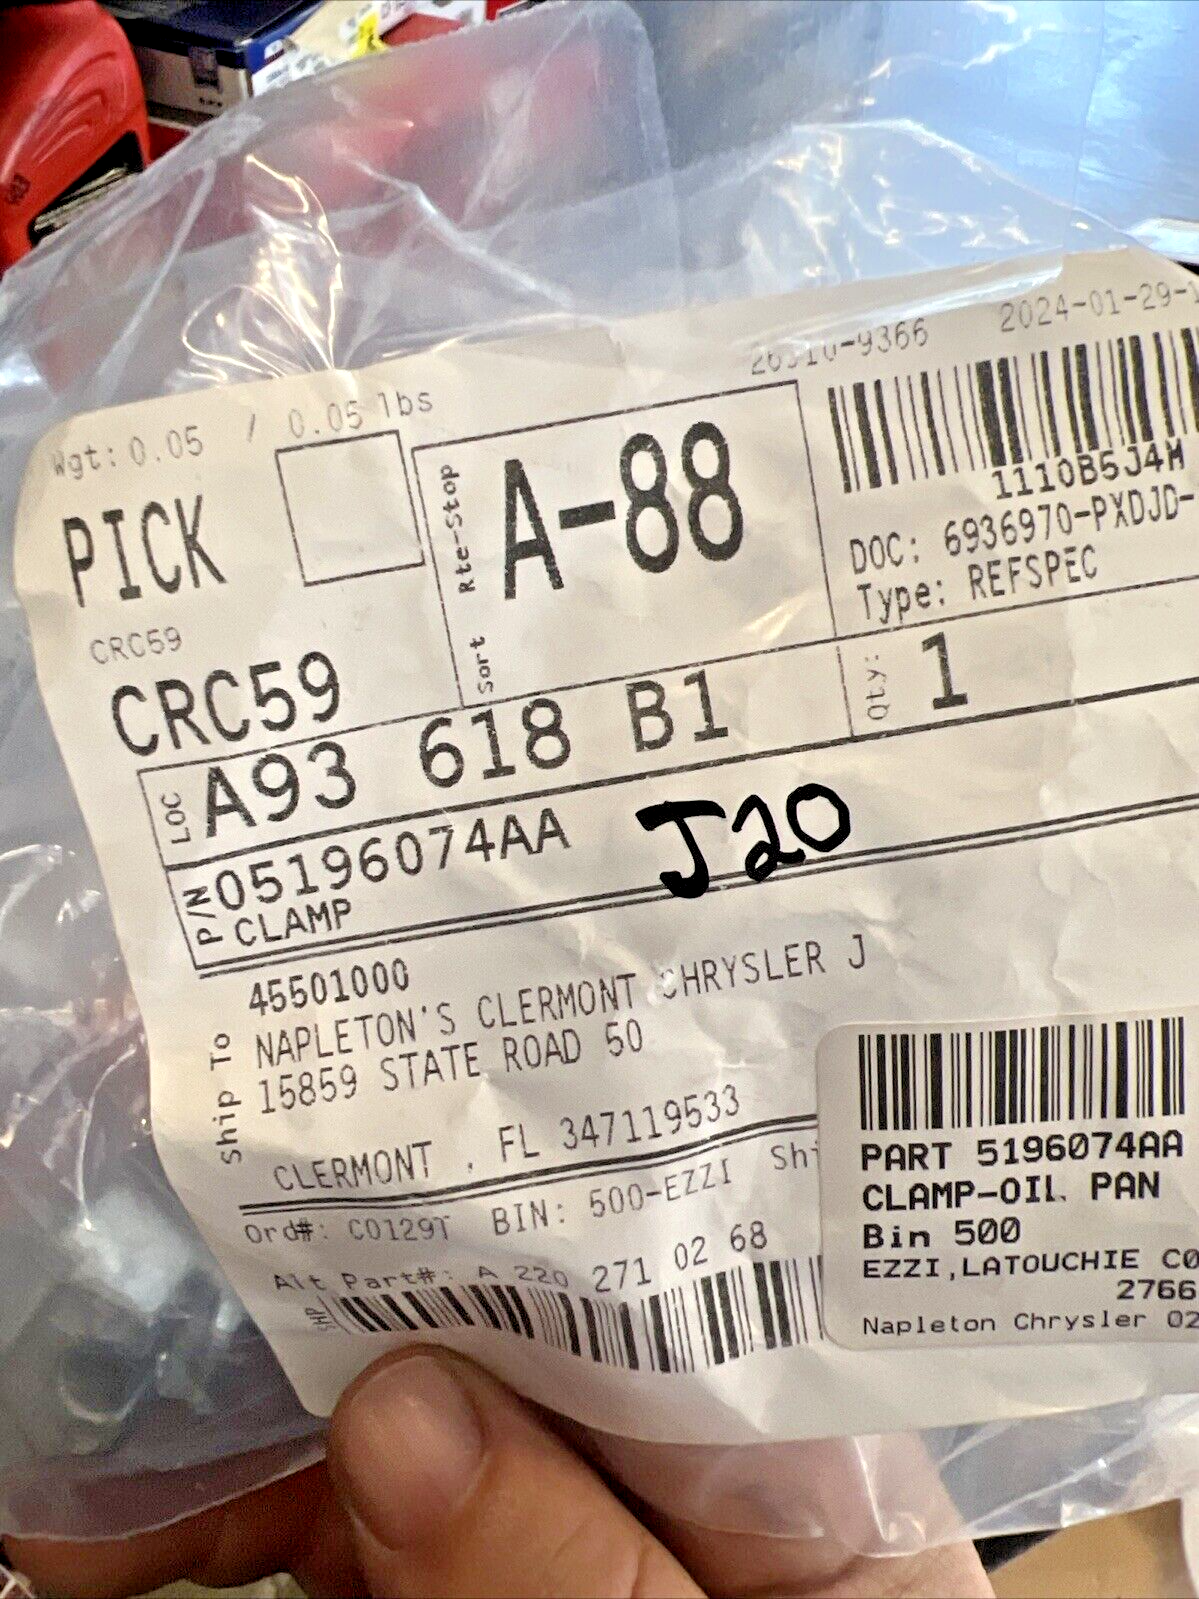 2024-01-29-1
Wgt: 0.05 / 0.05 lbs
PICK
Sort Rte-Stop
A-88
1110B5J4M
DOC: 6936970-PXDJD-
Type: REFSPEC
CRC59
CRC59
LOC A93 618 B1
Qty: 1
P/N 05196074AA
J20
CLAMP
Ship To
45501000
NAPLETON'S CLERMONT CHRYSLER J
15859 STATE ROAD 50
CLERMONT , FL 347119533
Ord#: C0129T BIN: 500-EZZI Shi
Alt Part#: A 220 271 02 68
SHP
PART 5196074AA
CLAMP-OIL PAN
Bin 500
EZZI,LATOUCHIE C0
2766
Napleton Chrysler 02